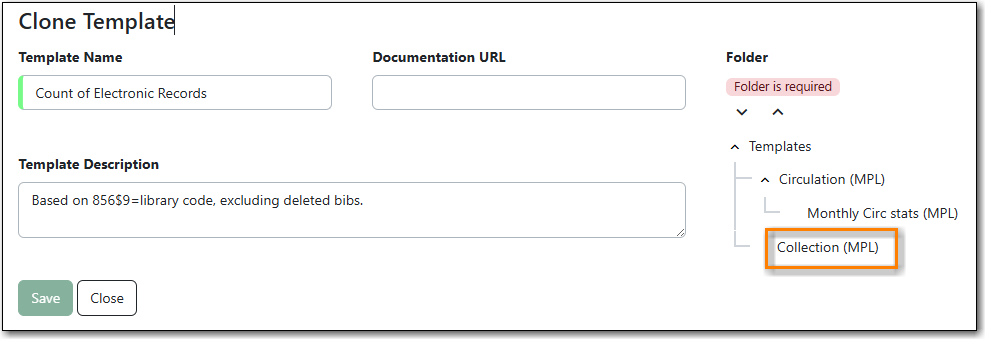 Clone Template
Template Name
Documentation URL
Folder
Count of Electronic Records
Folder is required
Templates
Template Description
Circulation (MPL)
Based on 856$9=library code, excluding deleted bibs.
Monthly Circ stats (MPL)
Collection (MPL)
Save
Close